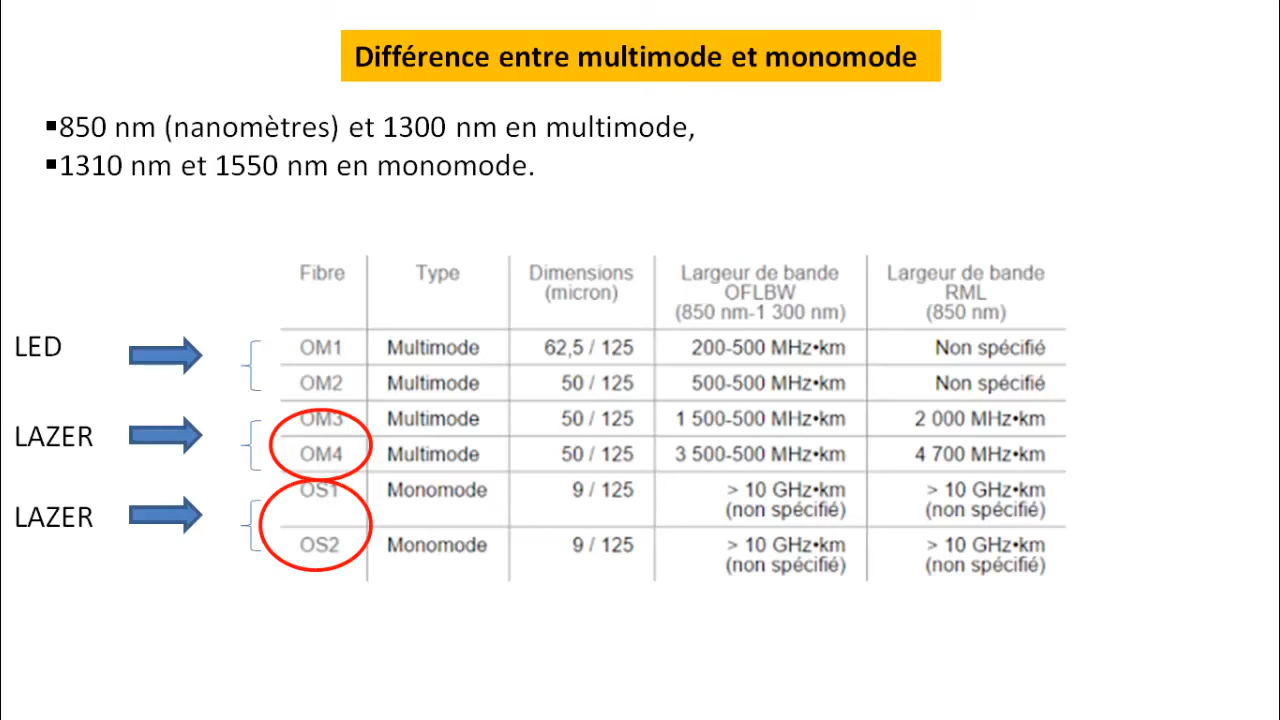 Différence entre multimode et monomode
▪850 nm (nanomètres) et 1300 nm en multimode,
▪1310 nm et 1550 nm en monomode.
Fibre Type Dimensions (micron) Largeur de bande OFLBW (850 nm-1 300 nm) Largeur de bande RML (850 nm)
LED OM1 Multimode 62,5 / 125 200-500 MHz•km Non spécifié
OM2 Multimode 50 / 125 500-500 MHz•km Non spécifié
OM3 Multimode 50 / 125 1 500-500 MHz•km 2 000 MHz•km
LAZER OM4 Multimode 50 / 125 3 500-500 MHz•km 4 700 MHz•km
OS1 Monomode 9 / 125 > 10 GHz•km (non spécifié) > 10 GHz•km (non spécifié)
LAZER
OS2 Monomode 9 / 125 > 10 GHz•km (non spécifié) > 10 GHz•km (non spécifié)